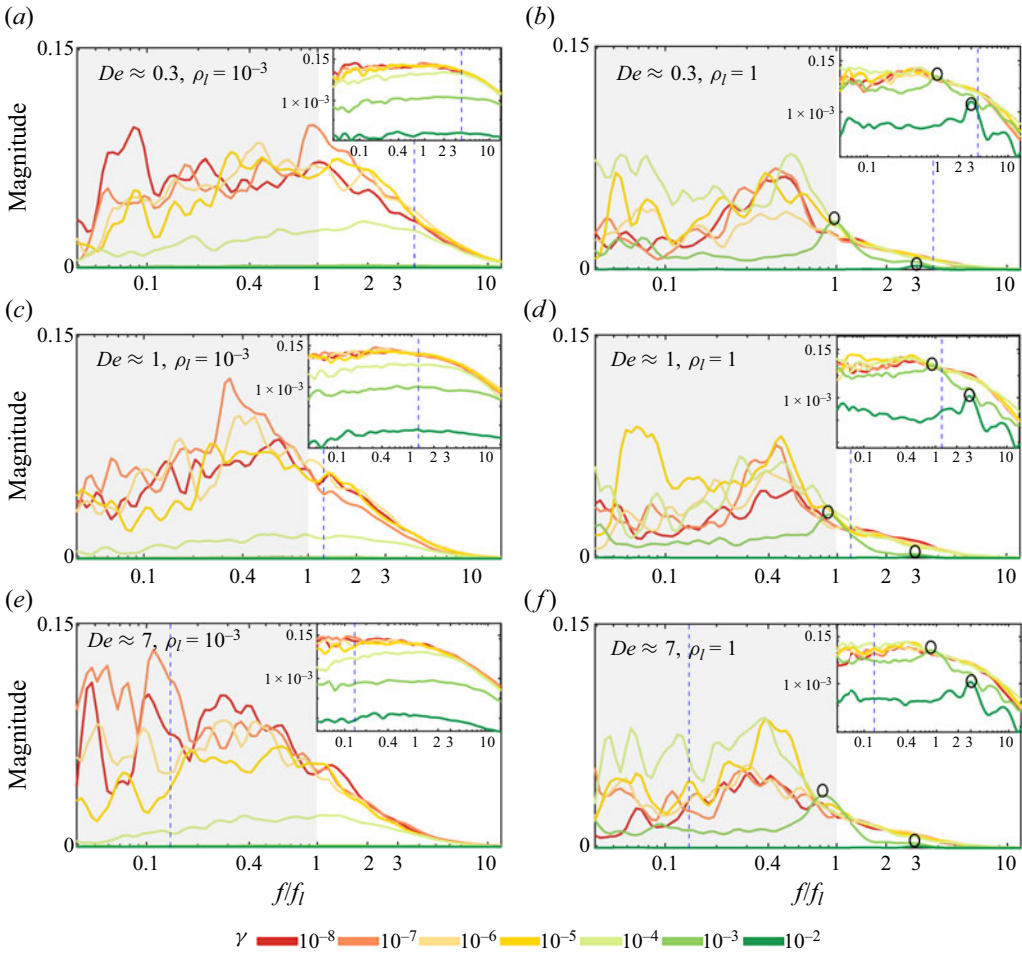 (a)
(b)
0.15
De ≈ 0.3, ρl = 10⁻³
0.15
1 × 10⁻³
0.1 0.4 1 2 3 10
Magnitude
0
0.1 0.4 1 2 3 10
0.15
De ≈ 0.3, ρl = 1
0.15
1 × 10⁻³
0.1 1 3 10
0
0.1 0.4 1 2 3 10
(c)
(d)
0.15
De ≈ 1, ρl = 10⁻³
0.15
1 × 10⁻³
0.1 0.4 1 2 3 10
Magnitude
0
0.1 0.4 1 2 3 10
0.15
De ≈ 1, ρl = 1
0.15
1 × 10⁻³
0.1 0.4 1 3 10
0
0.1 0.4 1 2 3 10
(e)
(f)
0.15
De ≈ 7, ρl = 10⁻³
0.15
1 × 10⁻³
0.1 0.4 1 2 3 10
Magnitude
0
0.1 0.4 1 2 3 10
f/fl
0.15
De ≈ 7, ρl = 1
0.15
1 × 10⁻³
0.1 0.4 1 3 10
0
0.1 0.4 1 2 3 10
f/fl
γ 10⁻⁸ 10⁻⁷ 10⁻⁶ 10⁻⁵ 10⁻⁴ 10⁻³ 10⁻²